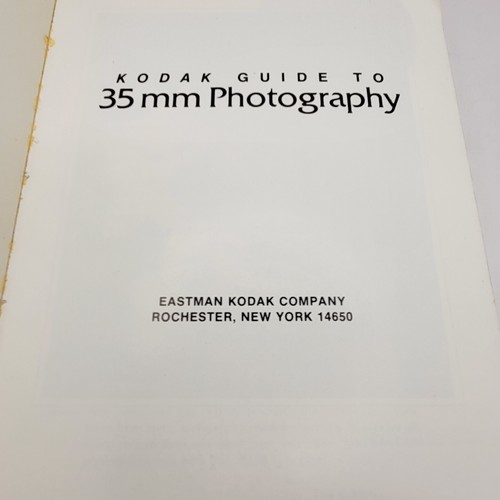 KODAK GUIDE TO
35 mm Photography
EASTMAN KODAK COMPANY
ROCHESTER, NEW YORK 14650